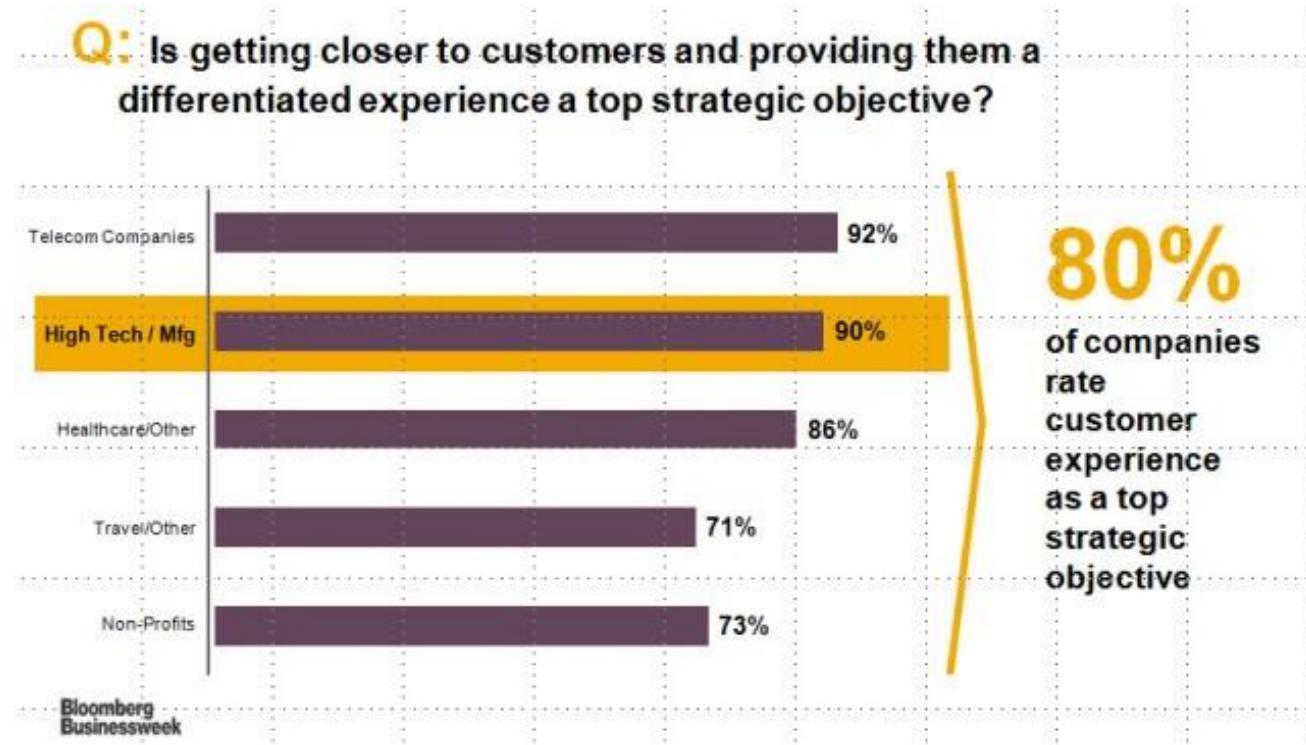 Q: Is getting closer to customers and providing them a
differentiated experience a top strategic objective?
Telecom Companies
92%
High Tech / Mfg
90%
Healthcare/Other
86%
Travel/Other
71%
Non-Profits
73%
80%
of companies
rate
customer
experience
as a top
strategic
objective
Bloomberg
Businessweek